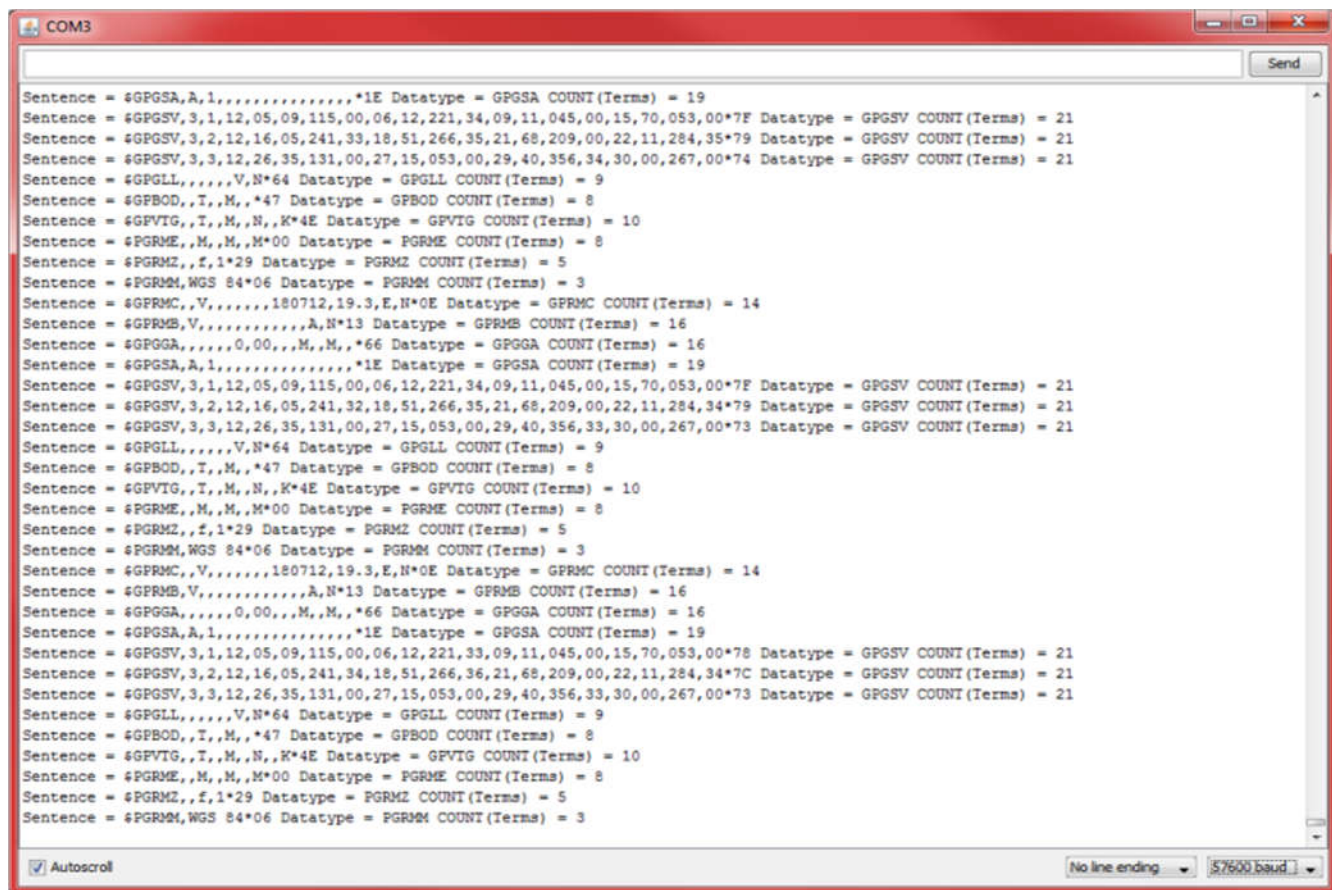 COM3
Send
Sentence = $GPGSA,A,1,,,,,,,,,,,,,,,*1E Datatype = GPGSA COUNT(Terms) = 19
Sentence = $GPGSV,3,1,12,05,09,115,00,06,12,221,34,09,11,045,00,15,70,053,00*7F Datatype = GPGSV COUNT(Terms) = 21
Sentence = $GPGSV,3,2,12,16,05,241,33,18,51,266,35,21,68,209,00,22,11,284,35*79 Datatype = GPGSV COUNT(Terms) = 21
Sentence = $GPGSV,3,3,12,26,35,131,00,27,15,053,00,29,40,356,34,30,00,267,00*74 Datatype = GPGSV COUNT(Terms) = 21
Sentence = $GPGLL,,,,,,V,N*64 Datatype = GPGLL COUNT(Terms) = 9
Sentence = $GPBOD,,T,,M,,*47 Datatype = GPBOD COUNT(Terms) = 8
Sentence = $GPVTG,,T,,M,,N,,K*4E Datatype = GPVTG COUNT(Terms) = 10
Sentence = $PGRME,,M,,M,,M*00 Datatype = PGRME COUNT(Terms) = 8
Sentence = $PGRMZ,,f,1*29 Datatype = PGRMZ COUNT(Terms) = 5
Sentence = $PGRMM,WGS 84*06 Datatype = PGRMM COUNT(Terms) = 3
Sentence = $GPRMC,,V,,,,,,,180712,19.3,E,N*0E Datatype = GPRMC COUNT(Terms) = 14
Sentence = $GPRMB,V,,,,,,,,,,,,A,N*13 Datatype = GPRMB COUNT(Terms) = 16
Sentence = $GPGGA,,,,,,0,00,,,M,,M,,*66 Datatype = GPGGA COUNT(Terms) = 16
Sentence = $GPGSA,A,1,,,,,,,,,,,,,,,*1E Datatype = GPGSA COUNT(Terms) = 19
Sentence = $GPGSV,3,1,12,05,09,115,00,06,12,221,34,09,11,045,00,15,70,053,00*7F Datatype = GPGSV COUNT(Terms) = 21
Sentence = $GPGSV,3,2,12,16,05,241,32,18,51,266,35,21,68,209,00,22,11,284,34*79 Datatype = GPGSV COUNT(Terms) = 21
Sentence = $GPGSV,3,3,12,26,35,131,00,27,15,053,00,29,40,356,33,30,00,267,00*73 Datatype = GPGSV COUNT(Terms) = 21
Sentence = $GPGLL,,,,,,V,N*64 Datatype = GPGLL COUNT(Terms) = 9
Sentence = $GPBOD,,T,,M,,*47 Datatype = GPBOD COUNT(Terms) = 8
Sentence = $GPVTG,,T,,M,,N,,K*4E Datatype = GPVTG COUNT(Terms) = 10
Sentence = $PGRME,,M,,M,,M*00 Datatype = PGRME COUNT(Terms) = 8
Sentence = $PGRMZ,,f,1*29 Datatype = PGRMZ COUNT(Terms) = 5
Sentence = $PGRMM,WGS 84*06 Datatype = PGRMM COUNT(Terms) = 3
Sentence = $GPRMC,,V,,,,,,,180712,19.3,E,N*0E Datatype = GPRMC COUNT(Terms) = 14
Sentence = $GPRMB,V,,,,,,,,,,,,A,N*13 Datatype = GPRMB COUNT(Terms) = 16
Sentence = $GPGGA,,,,,,0,00,,,M,,M,,*66 Datatype = GPGGA COUNT(Terms) = 16
Sentence = $GPGSA,A,1,,,,,,,,,,,,,,,*1E Datatype = GPGSA COUNT(Terms) = 19
Sentence = $GPGSV,3,1,12,05,09,115,00,06,12,221,33,09,11,045,00,15,70,053,00*78 Datatype = GPGSV COUNT(Terms) = 21
Sentence = $GPGSV,3,2,12,16,05,241,34,18,51,266,36,21,68,209,00,22,11,284,34*7C Datatype = GPGSV COUNT(Terms) = 21
Sentence = $GPGSV,3,3,12,26,35,131,00,27,15,053,00,29,40,356,33,30,00,267,00*73 Datatype = GPGSV COUNT(Terms) = 21
Sentence = $GPGLL,,,,,,V,N*64 Datatype = GPGLL COUNT(Terms) = 9
Sentence = $GPBOD,,T,,M,,*47 Datatype = GPBOD COUNT(Terms) = 8
Sentence = $GPVTG,,T,,M,,N,,K*4E Datatype = GPVTG COUNT(Terms) = 10
Sentence = $PGRME,,M,,M,,M*00 Datatype = PGRME COUNT(Terms) = 8
Sentence = $PGRMZ,,f,1*29 Datatype = PGRMZ COUNT(Terms) = 5
Sentence = $PGRMM,WGS 84*06 Datatype = PGRMM COUNT(Terms) = 3
Autoscroll
No line ending
57600 baud